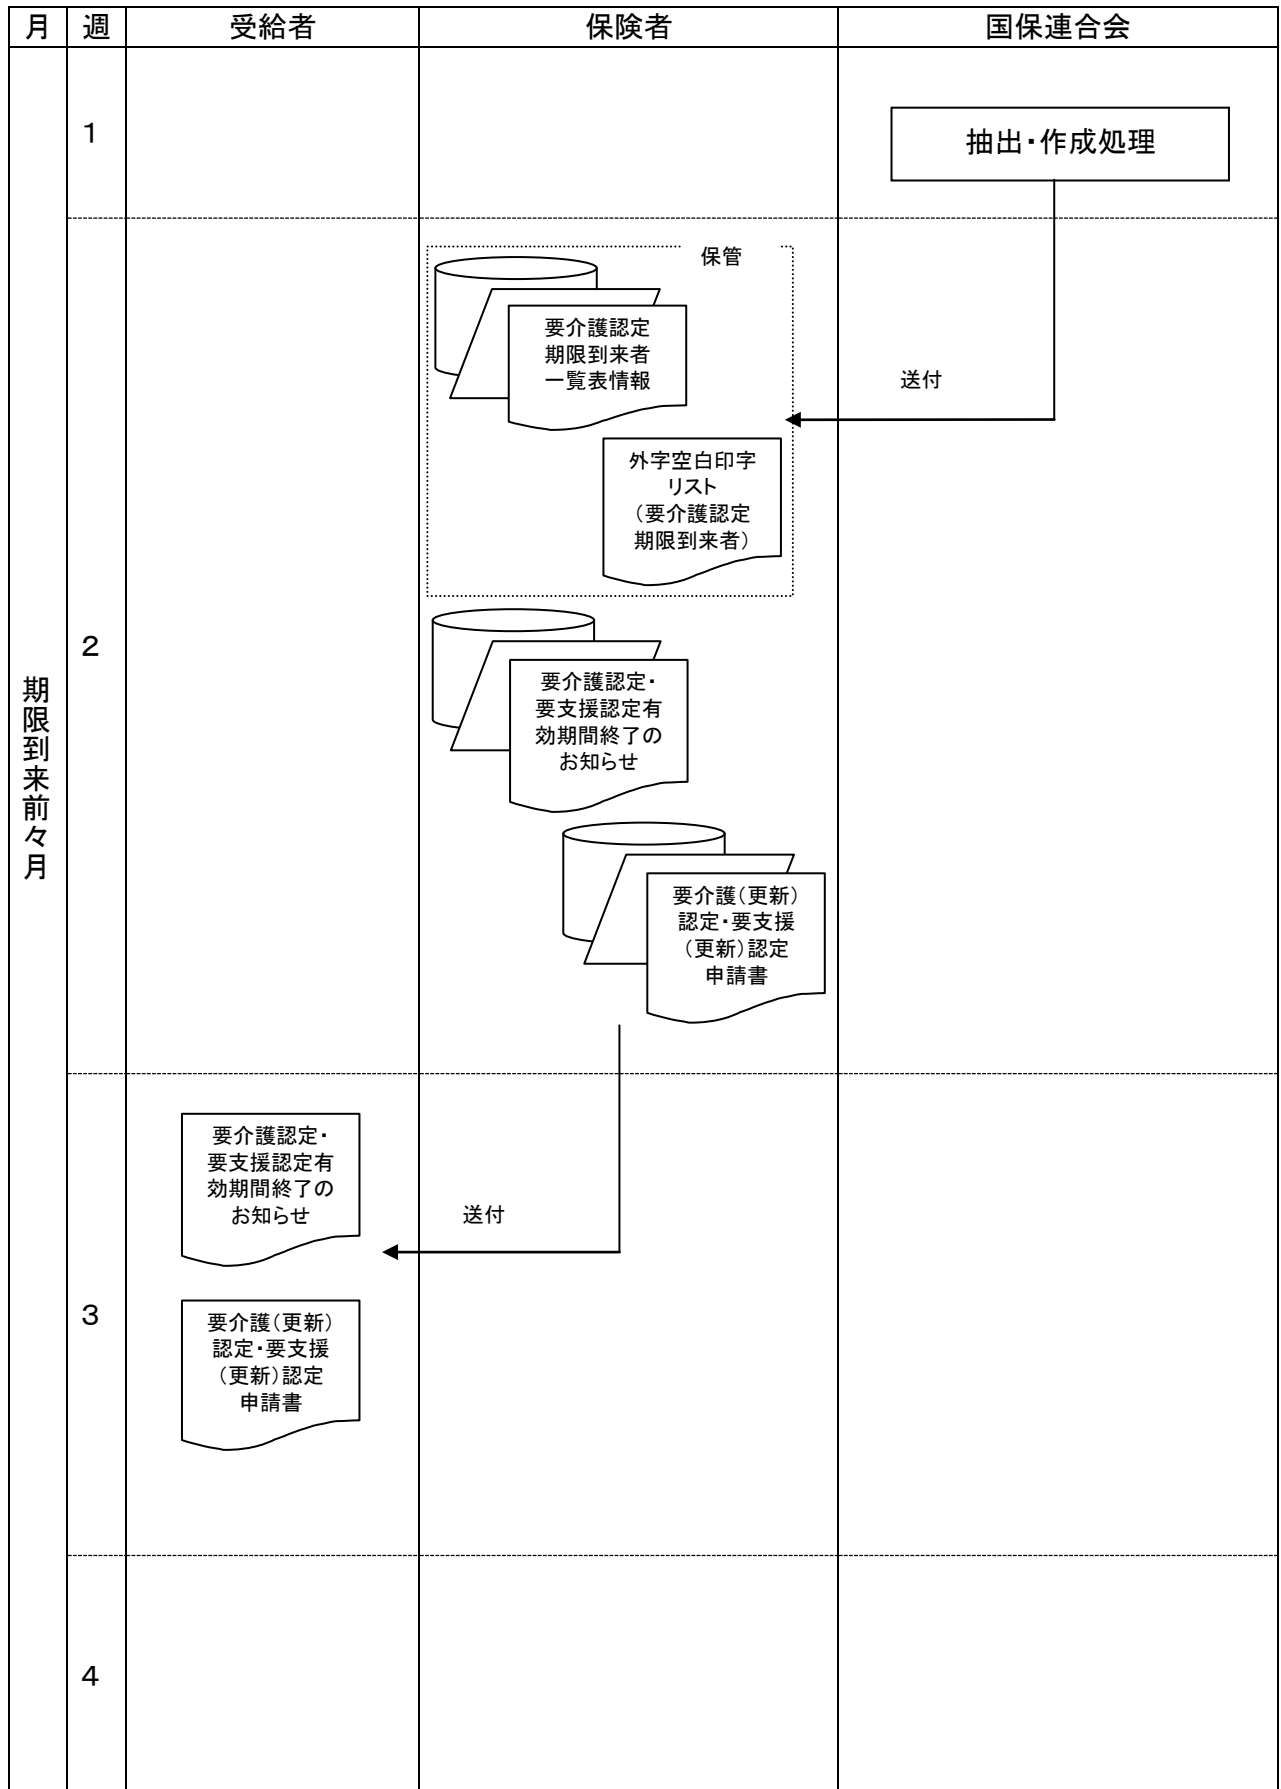 月 週 受給者 保険者 国保連合会
期限到来前々月
1
抽出・作成処理
2
保管
要介護認定
期限到来者
一覧表情報
送付
外字空白印字
リスト
（要介護認定
期限到来者）
要介護認定・
要支援認定有
効期間終了の
お知らせ
要介護（更新）
認定・要支援
（更新）認定
申請書
3
要介護認定・
要支援認定有
効期間終了の
お知らせ
送付
要介護（更新）
認定・要支援
（更新）認定
申請書
4